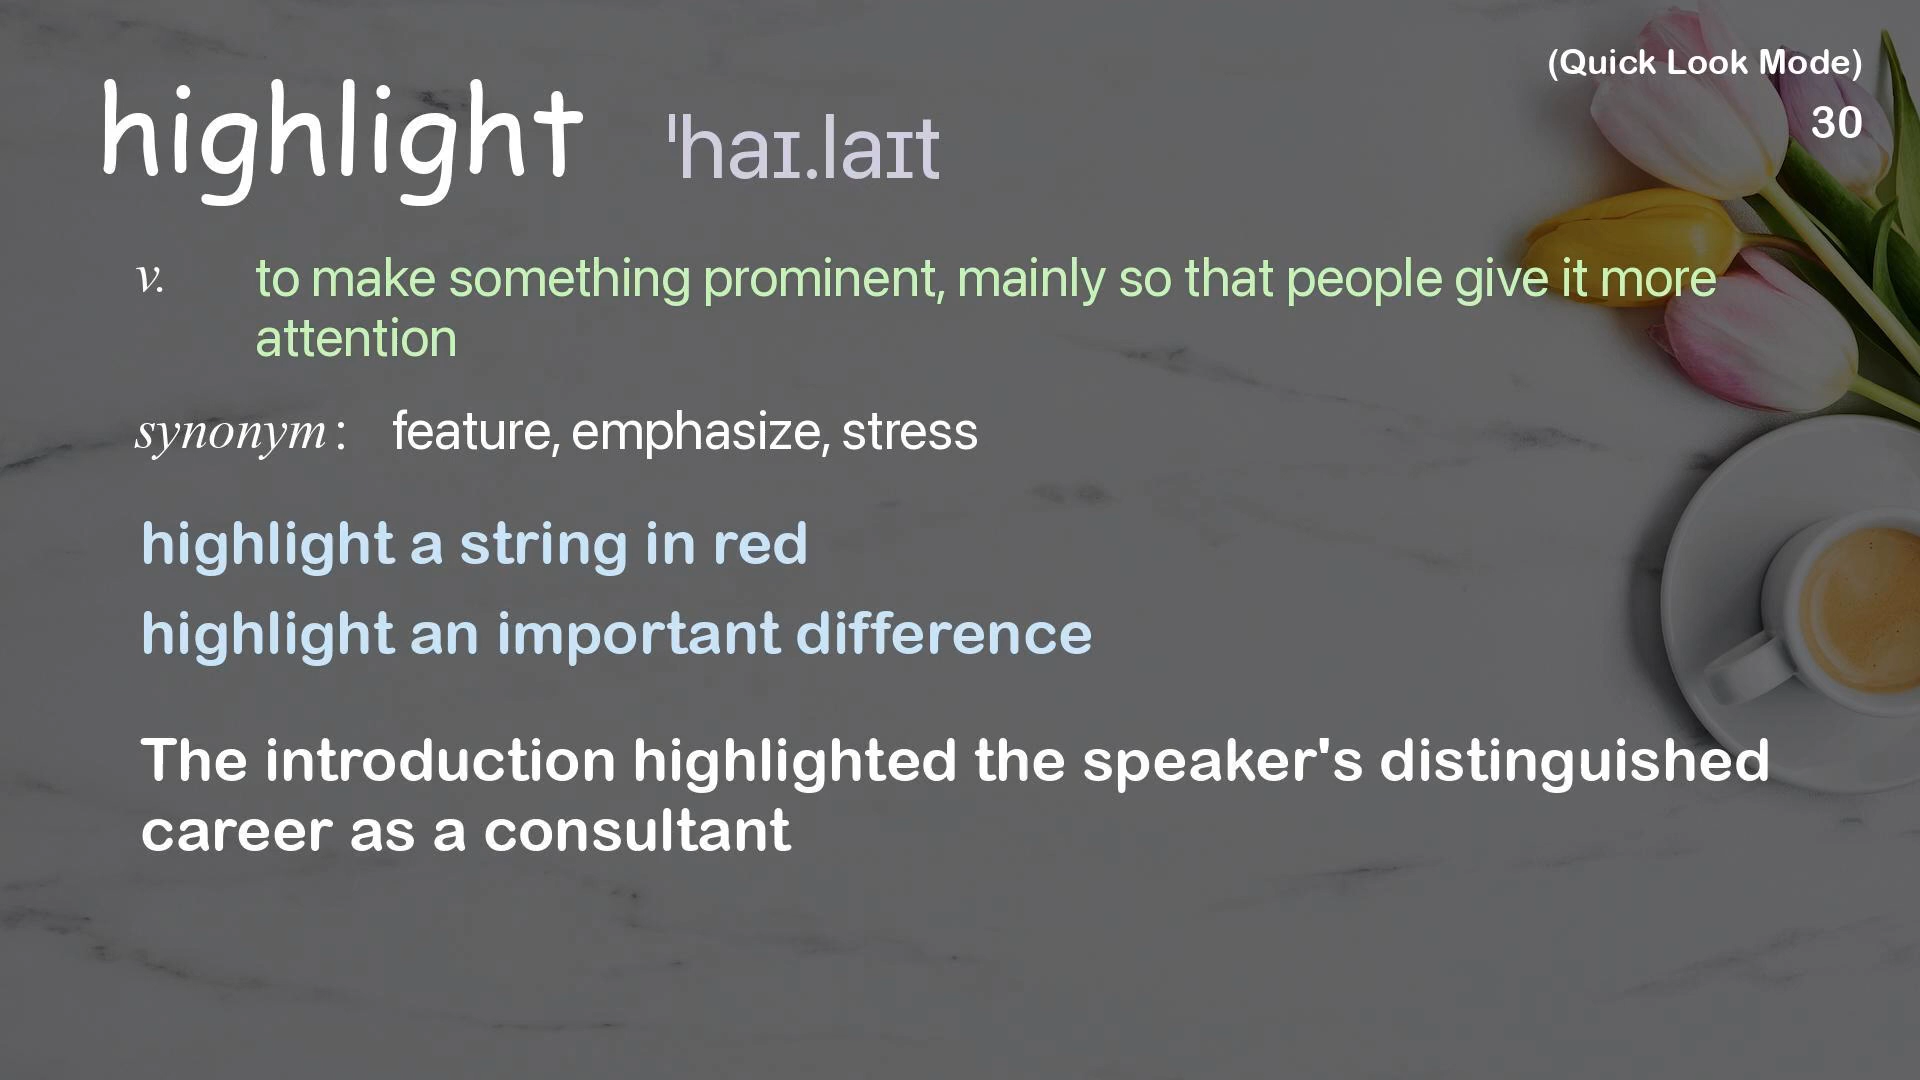 (Quick Look Mode)
30
highlight ˈhaɪ.laɪt
v. to make something prominent, mainly so that people give it more
attention
synonym: feature, emphasize, stress
highlight a string in red
highlight an important difference
The introduction highlighted the speaker's distinguished
career as a consultant